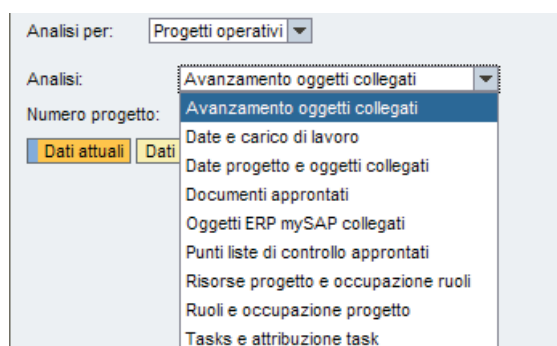 Analisi per: Progetti operativi
Analisi: Avanzamento oggetti collegati
Numero progetto: Avanzamento oggetti collegati
Dati attuali Dati
Date e carico di lavoro
Date progetto e oggetti collegati
Documenti approntati
Oggetti ERP mySAP collegati
Punti liste di controllo approntati
Risorse progetto e occupazione ruoli
Ruoli e occupazione progetto
Tasks e attribuzione task